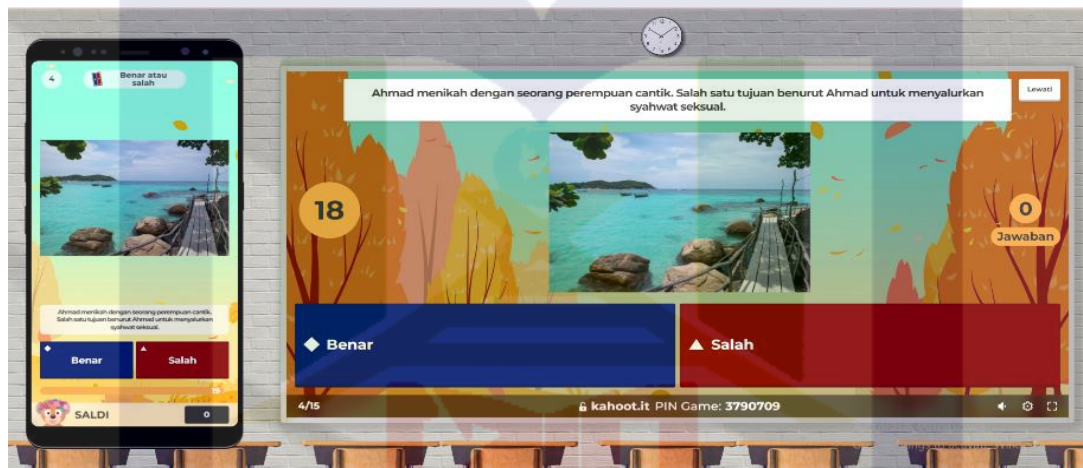 4
Benar atau
salah
Ahmad menikah dengan seorang perempuan cantik.
Salah satu tujuan benurut Ahmad untuk menyalurkan
syahwat seksual.
Benar
Salah
19
SALDI
0
Ahmad menikah dengan seorang perempuan cantik. Salah satu tujuan benurut Ahmad untuk menyalurkan
syahwat seksual.
Lewati
18
0
Jawaban
Benar
Salah
4/15
kahoot.it PIN Game: 3790709